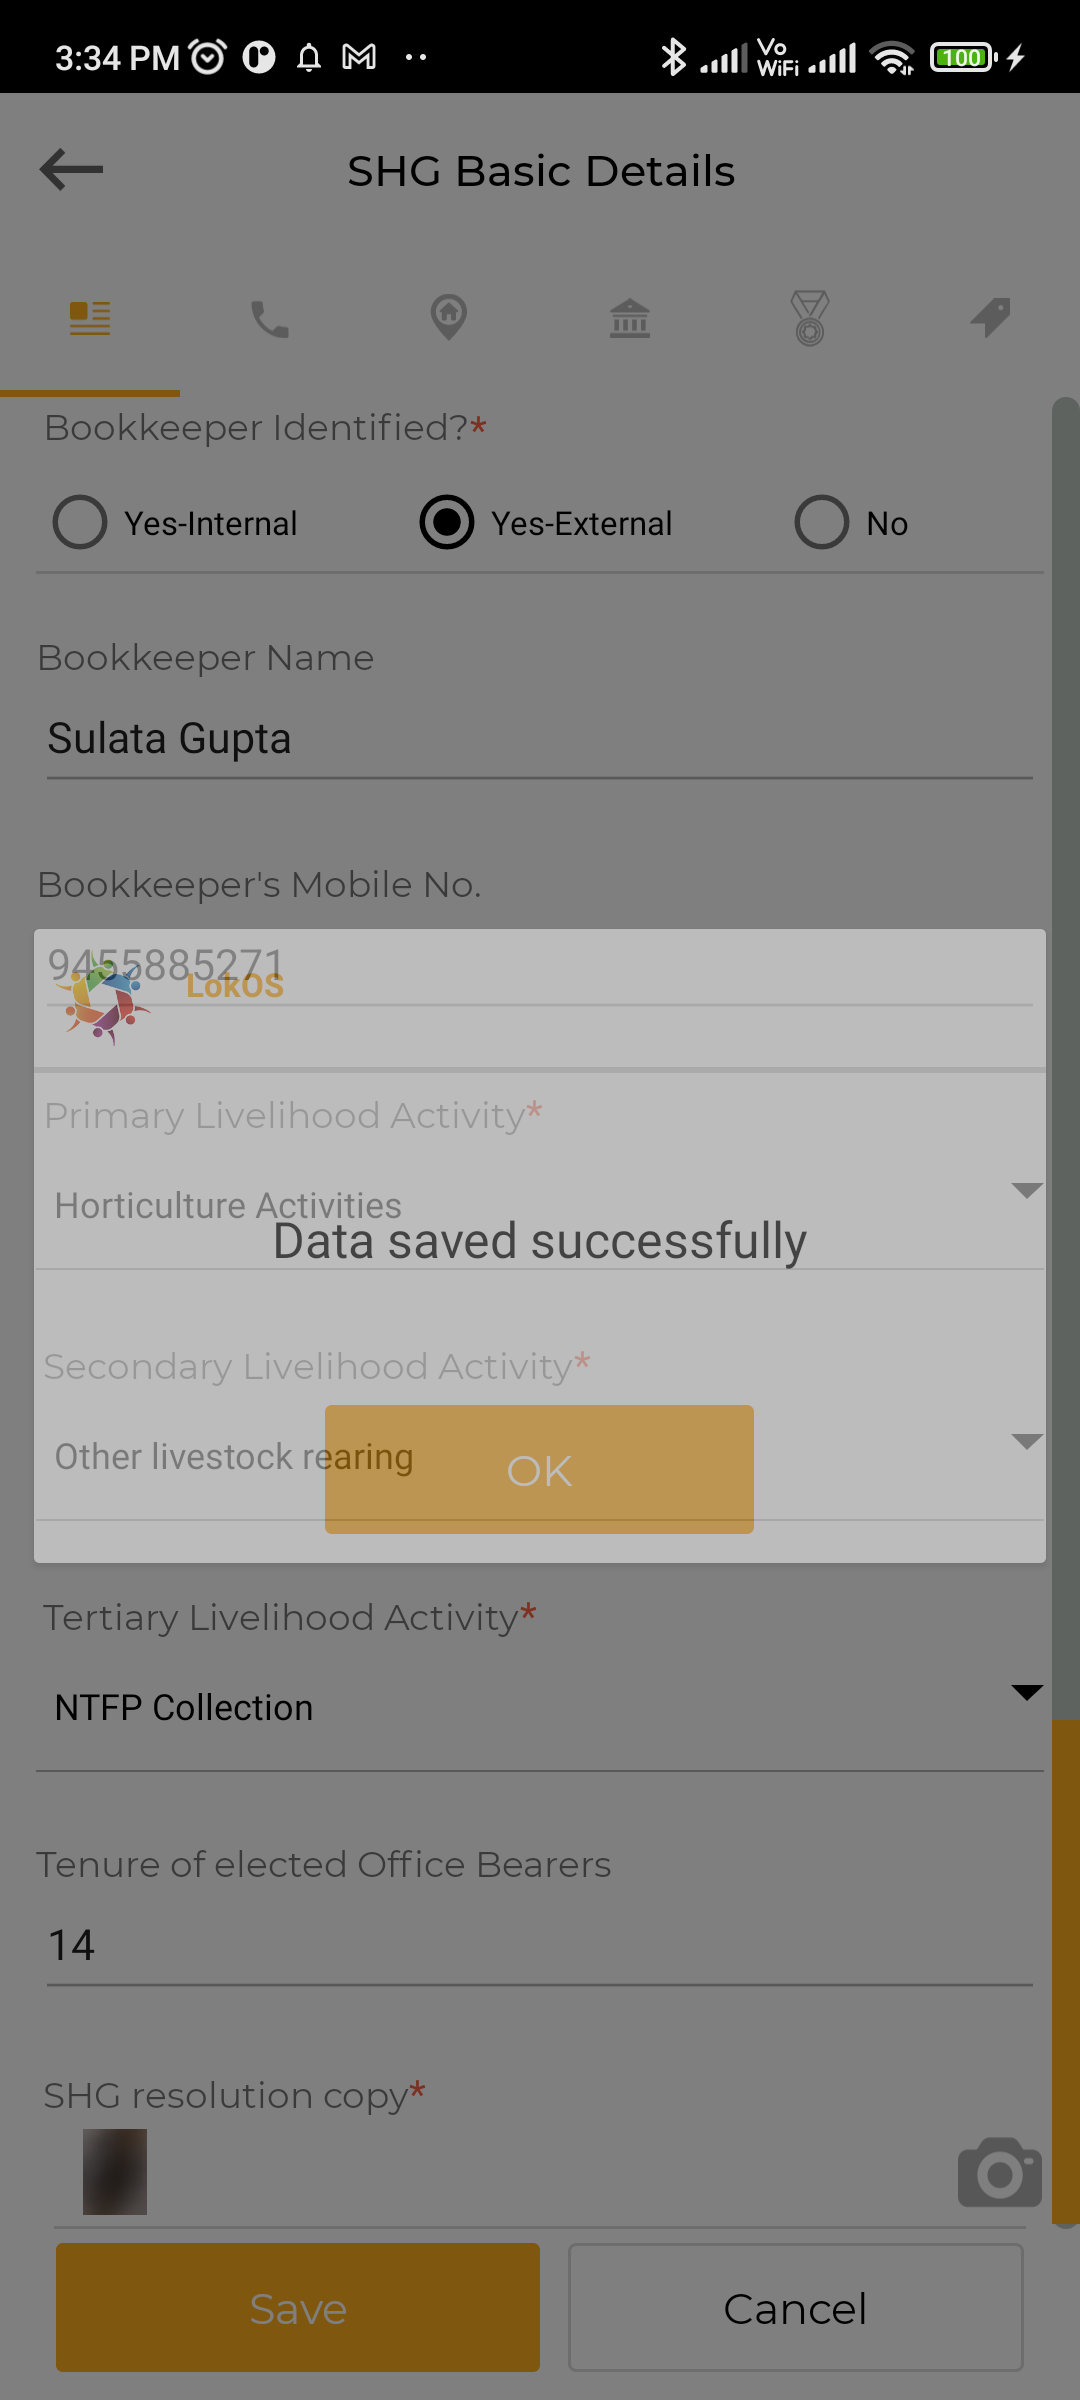 3:34 PM
Vo
WiFi
100
SHG Basic Details
Bookkeeper Identified?*
Yes-Internal Yes-External No
Bookkeeper Name
Sulata Gupta
Bookkeeper's Mobile No.
9455885271
LokOS
Primary Livelihood Activity*
Horticulture Activities
Data saved successfully
Secondary Livelihood Activity*
Other livestock rearing
OK
Tertiary Livelihood Activity*
NTFP Collection
Tenure of elected Office Bearers
14
SHG resolution copy*
Save Cancel